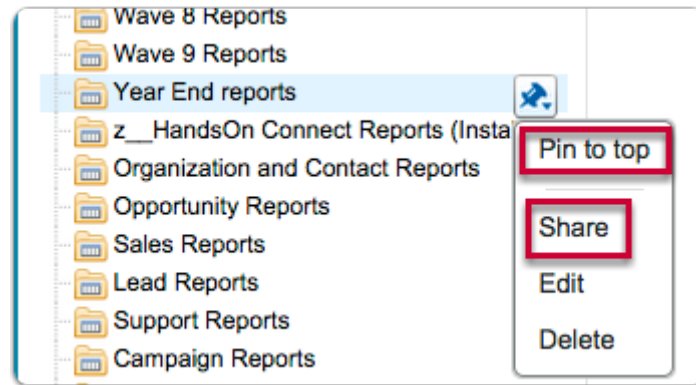 Wave 8 Reports
Wave 9 Reports
Year End reports
z__HandsOn Connect Reports (Instal
Organization and Contact Reports
Opportunity Reports
Sales Reports
Lead Reports
Support Reports
Campaign Reports
Pin to top
Share
Edit
Delete